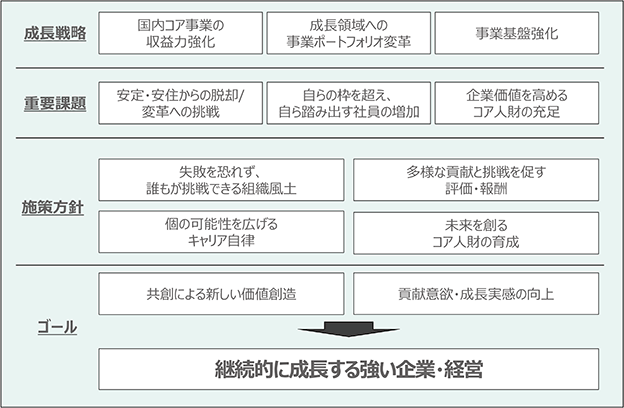 成長戦略
国内コア事業の
収益力強化
成長領域への
事業ポートフォリオ変革
事業基盤強化
重要課題
安定・安住からの脱却/
変革への挑戦
自らの枠を超え、
自ら踏み出す社員の増加
企業価値を高める
コア人財の充足
施策方針
失敗を恐れず、
誰もが挑戦できる組織風土
多様な貢献と挑戦を促す
評価・報酬
個の可能性を広げる
キャリア自律
未来を創る
コア人財の育成
ゴール
共創による新しい価値創造
貢献意欲・成長実感の向上
継続的に成長する強い企業・経営